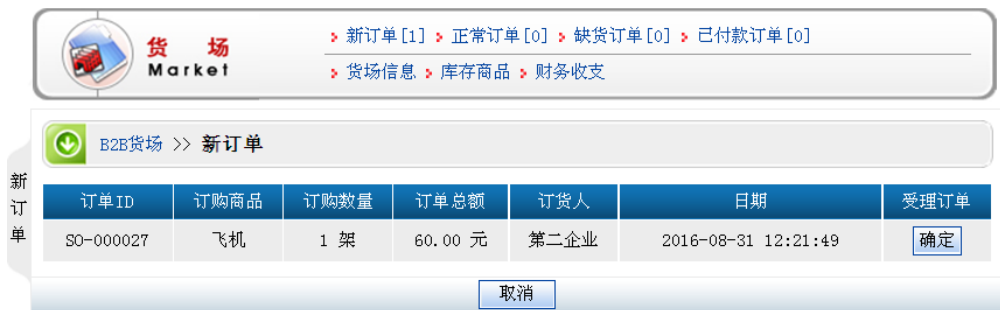 货 场
Market
新订单[1] 正常订单[0] 缺货订单[0] 已付款订单[0]
货场信息 库存商品 财务收支
B2B货场 >> 新订单
新订单
订单ID 订购商品 订购数量 订单总额 订货人 日期 受理订单
SO-000027 飞机 1 架 60.00 元 第二企业 2016-08-31 12:21:49 确定
取消